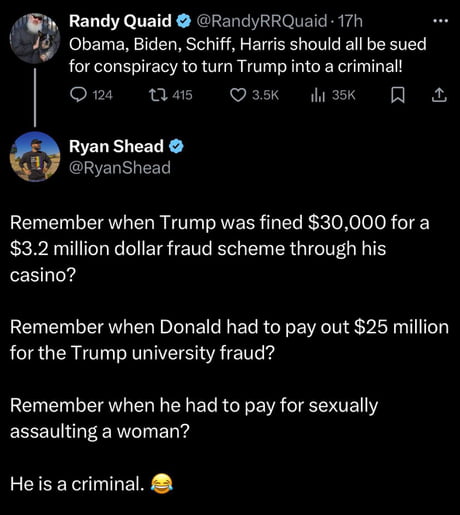 Randy Quaid @RandyRRQuaid · 17h
Obama, Biden, Schiff, Harris should all be sued
for conspiracy to turn Trump into a criminal!
124 415 3.5K 35K
Ryan Shead
@RyanShead
Remember when Trump was fined $30,000 for a
$3.2 million dollar fraud scheme through his
casino?
Remember when Donald had to pay out $25 million
for the Trump university fraud?
Remember when he had to pay for sexually
assaulting a woman?
He is a criminal. 😂